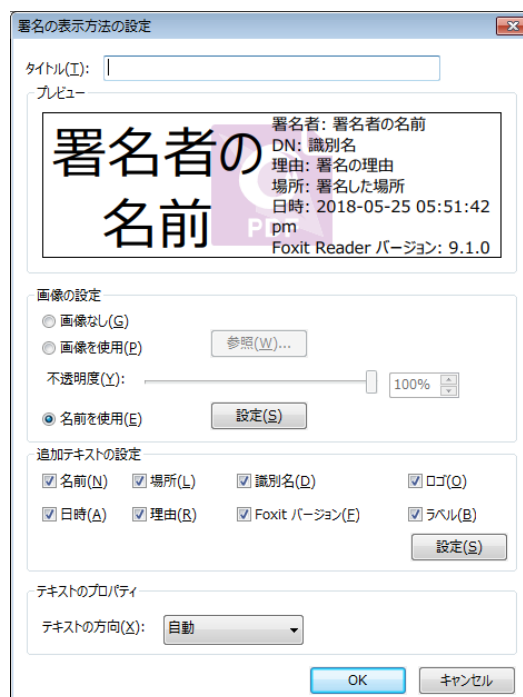 署名の表示方法の設定
タイトル(T):
プレビュー
署名者の
名前
PDF
署名者: 署名者の名前
DN: 識別名
理由: 署名の理由
場所: 署名した場所
日時: 2018-05-25 05:51:42
pm
Foxit Reader バージョン: 9.1.0
画像の設定
画像なし(G)
画像を使用(P) 参照(W)...
不透明度(Y): 100%
名前を使用(E) 設定(S)
追加テキストの設定
名前(N) 場所(L) 識別名(D) ロゴ(O)
日時(A) 理由(R) Foxit バージョン(F) ラベル(B)
設定(S)
テキストのプロパティ
テキストの方向(X): 自動
OK キャンセル